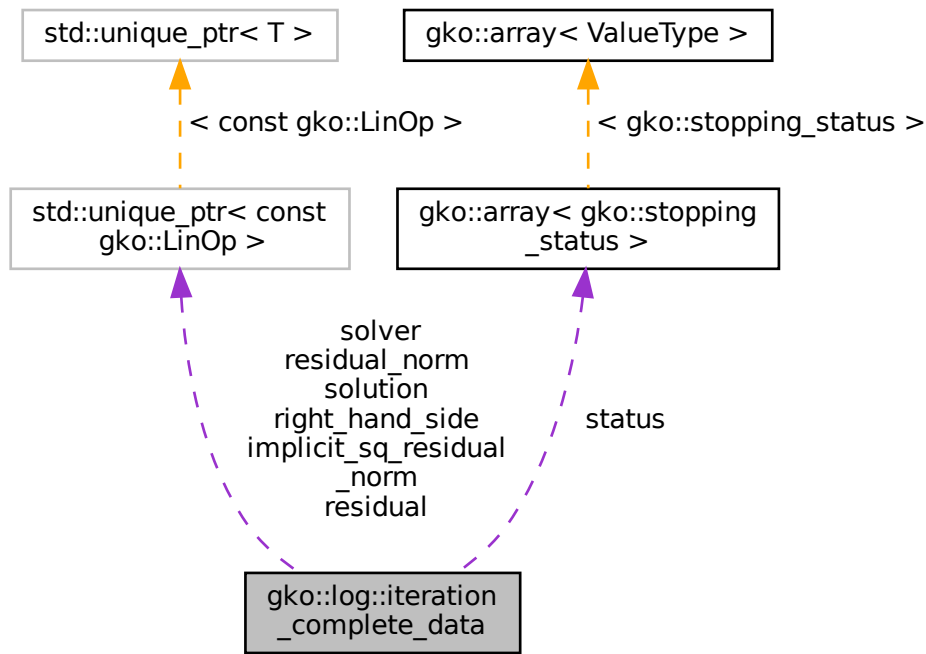 std::unique_ptr< T >
gko::array< ValueType >
< const gko::LinOp >
< gko::stopping_status >
std::unique_ptr< const
gko::LinOp >
gko::array< gko::stopping
_status >
solver
residual_norm
solution
right_hand_side
implicit_sq_residual
_norm
residual
status
gko::log::iteration
_complete_data